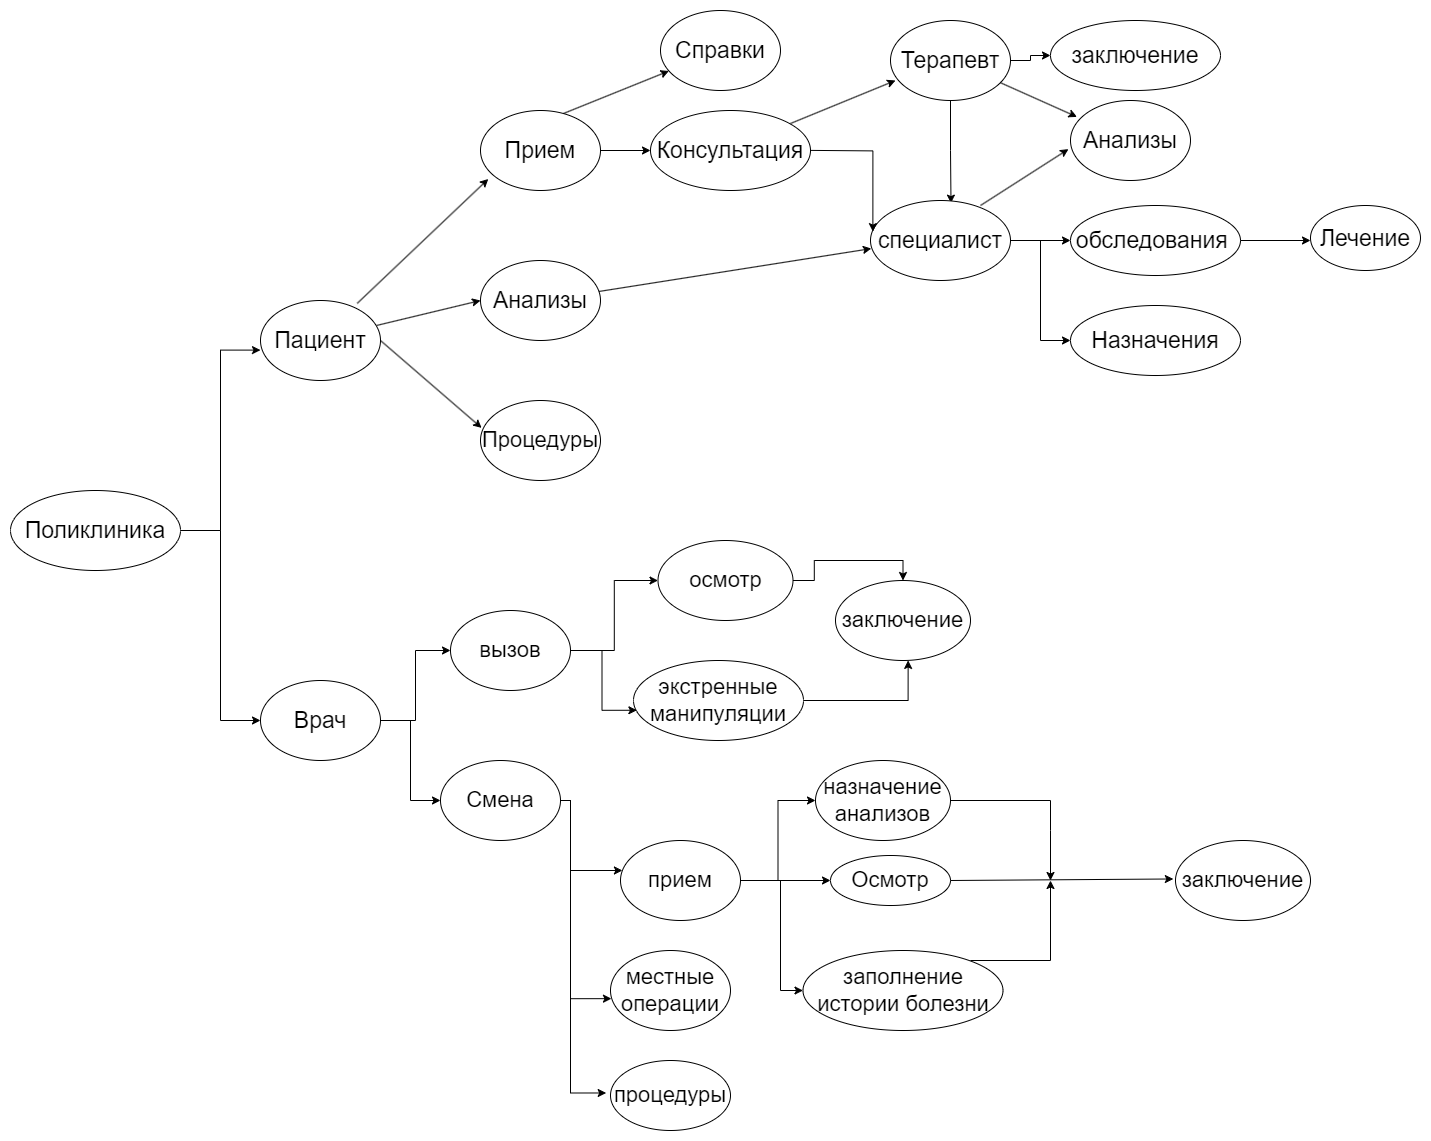 Справки
Терапевт
заключение
Прием
Консультация
Анализы
специалист
обследования
Лечение
Анализы
Пациент
Назначения
Процедуры
Поликлиника
осмотр
заключение
вызов
экстренные
манипуляции
Врач
Смена
назначение
анализов
прием
Осмотр
заключение
местные
операции
заполнение
истории болезни
процедуры